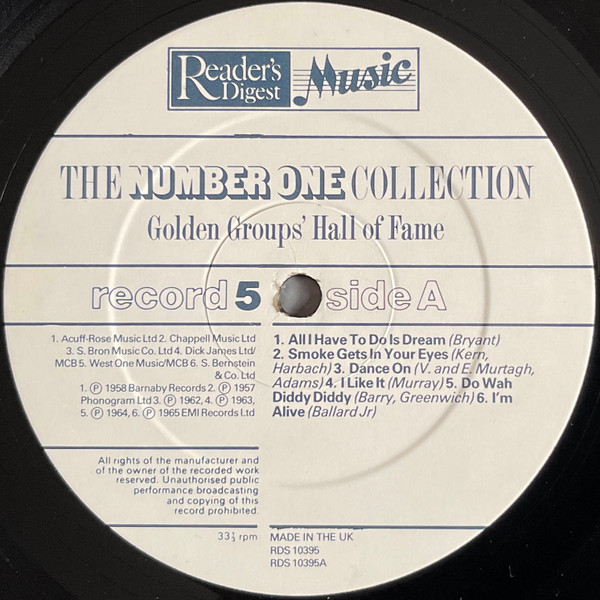 Reader's
Digest
Music
THE NUMBER ONE COLLECTION
Golden Groups' Hall of Fame
record 5 side A
1. Acuff-Rose Music Ltd 2. Chappell Music Ltd
3. S. Bron Music Co. Ltd 4. Dick James Ltd/
MCB 5. West One Music/MCB 6. S. Bernstein
& Co. Ltd
1. ℗ 1958 Barnaby Records 2. ℗ 1957
Phonogram Ltd 3. ℗ 1962, 4. ℗ 1963,
5. ℗ 1964, 6. ℗ 1965 EMI Records Ltd
1. All I Have To Do Is Dream (Bryant)
2. Smoke Gets In Your Eyes (Kern,
Harbach) 3. Dance On (V. and E. Murtagh,
Adams) 4. I Like It (Murray) 5. Do Wah
Diddy Diddy (Barry, Greenwich) 6. I'm
Alive (Ballard Jr)
All rights of the manufacturer and
of the owner of the recorded work
reserved. Unauthorised public
performance broadcasting
and copying of this
record prohibited.
33⅓ rpm
MADE IN THE UK
RDS 10395
RDS 10395A